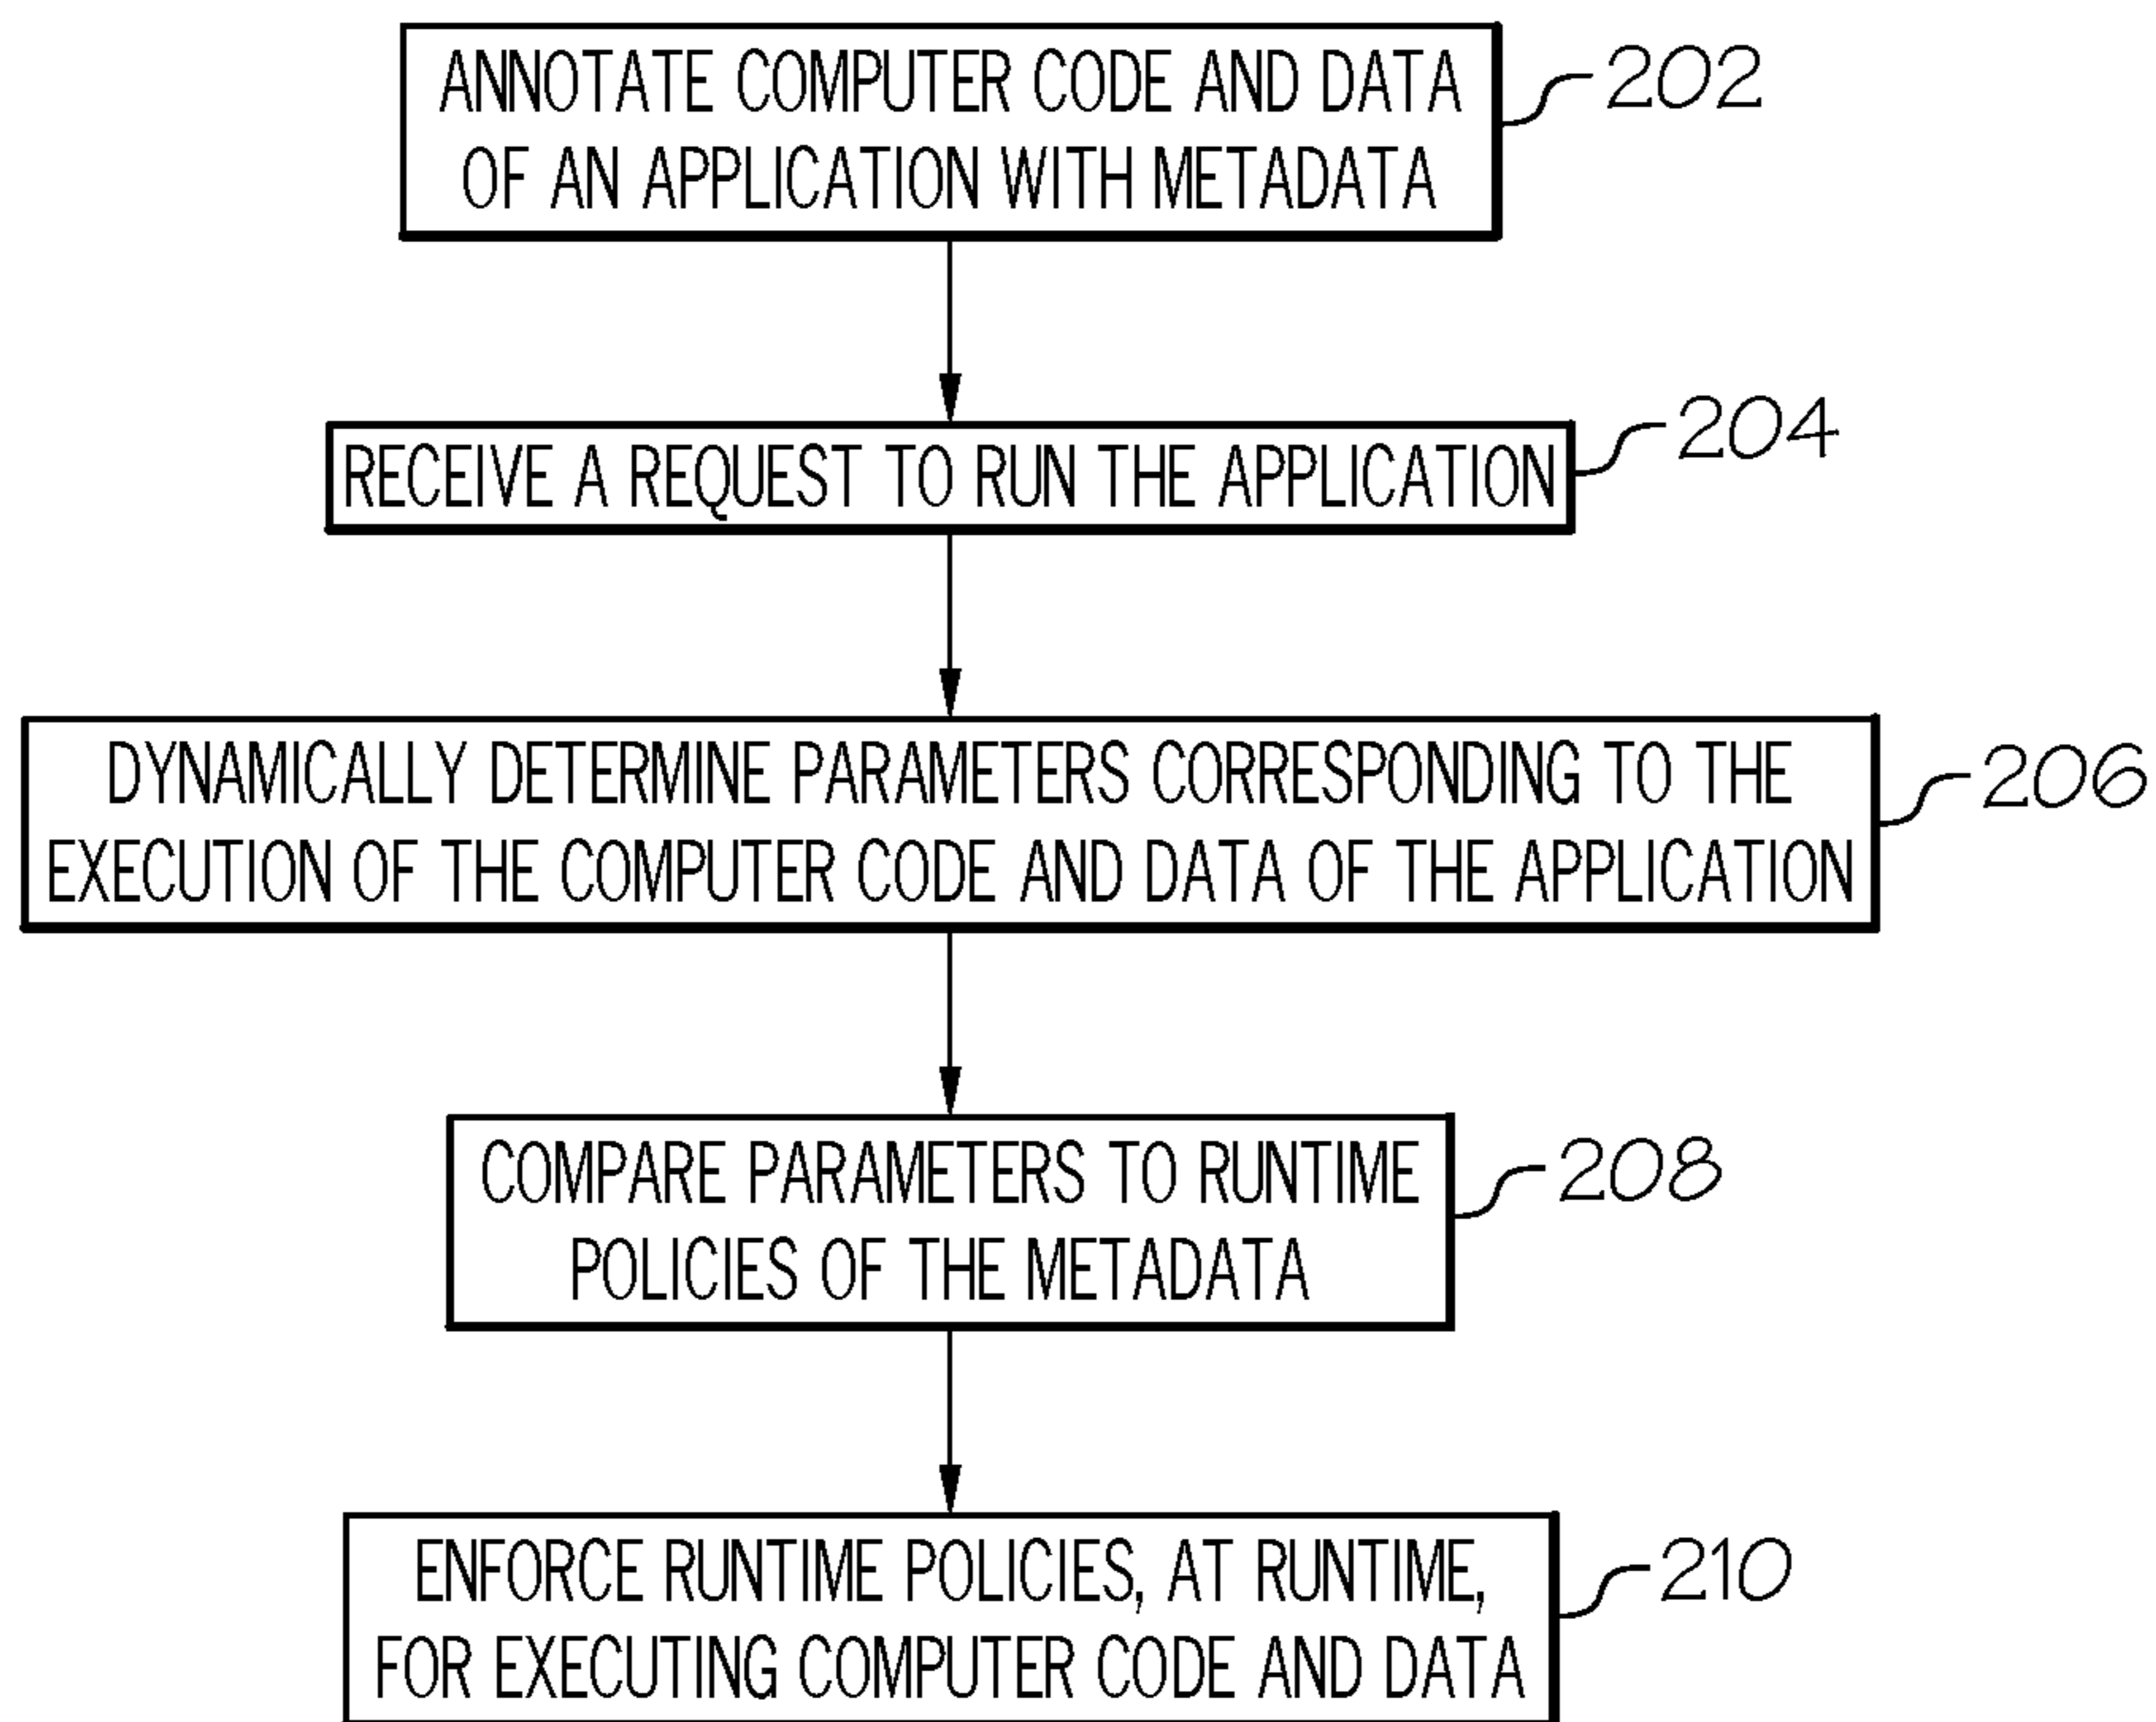 ANNOTATE COMPUTER CODE AND DATA
OF AN APPLICATION WITH METADATA
202
RECEIVE A REQUEST TO RUN THE APPLICATION
204
DYNAMICALLY DETERMINE PARAMETERS CORRESPONDING TO THE
EXECUTION OF THE COMPUTER CODE AND DATA OF THE APPLICATION
206
COMPARE PARAMETERS TO RUNTIME
POLICIES OF THE METADATA
208
ENFORCE RUNTIME POLICIES, AT RUNTIME,
FOR EXECUTING COMPUTER CODE AND DATA
210